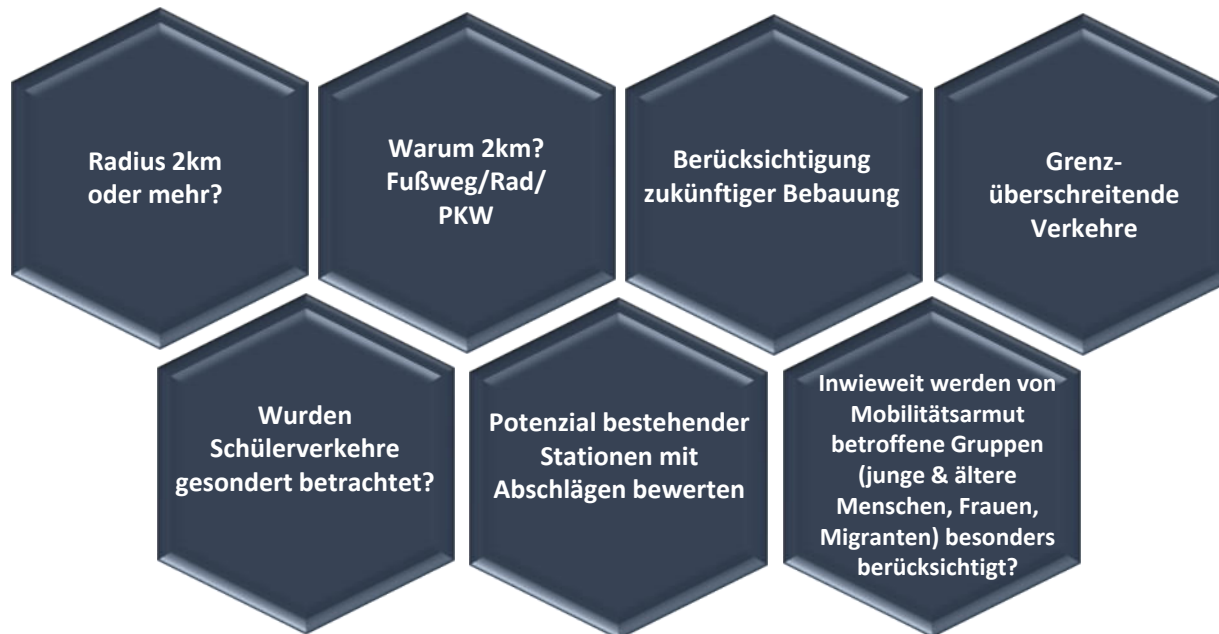 Radius 2km
oder mehr?
Warum 2km?
Fußweg/Rad/
PKW
Berücksichtigung
zukünftiger Bebauung
Grenz-
überschreitende
Verkehre
Wurden
Schülerverkehre
gesondert betrachtet?
Potenzial bestehender
Stationen mit
Abschlägen bewerten
Inwieweit werden von
Mobilitätsarmut
betroffene Gruppen
(junge & ältere
Menschen, Frauen,
Migranten) besonders
berücksichtigt?